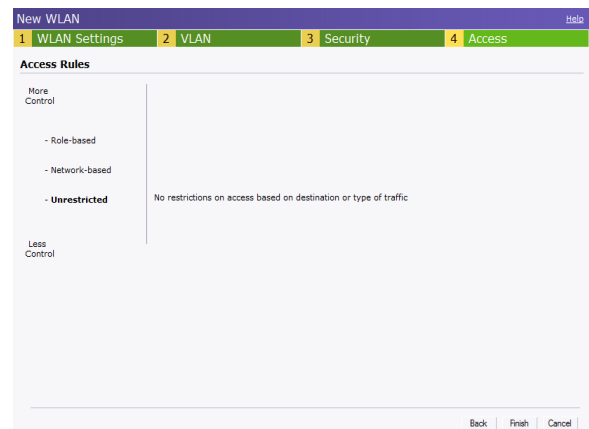 New WLAN Help
1 WLAN Settings 2 VLAN 3 Security 4 Access
Access Rules
More
Control
- Role-based
- Network-based
- Unrestricted No restrictions on access based on destination or type of traffic
Less
Control
Back Finish Cancel